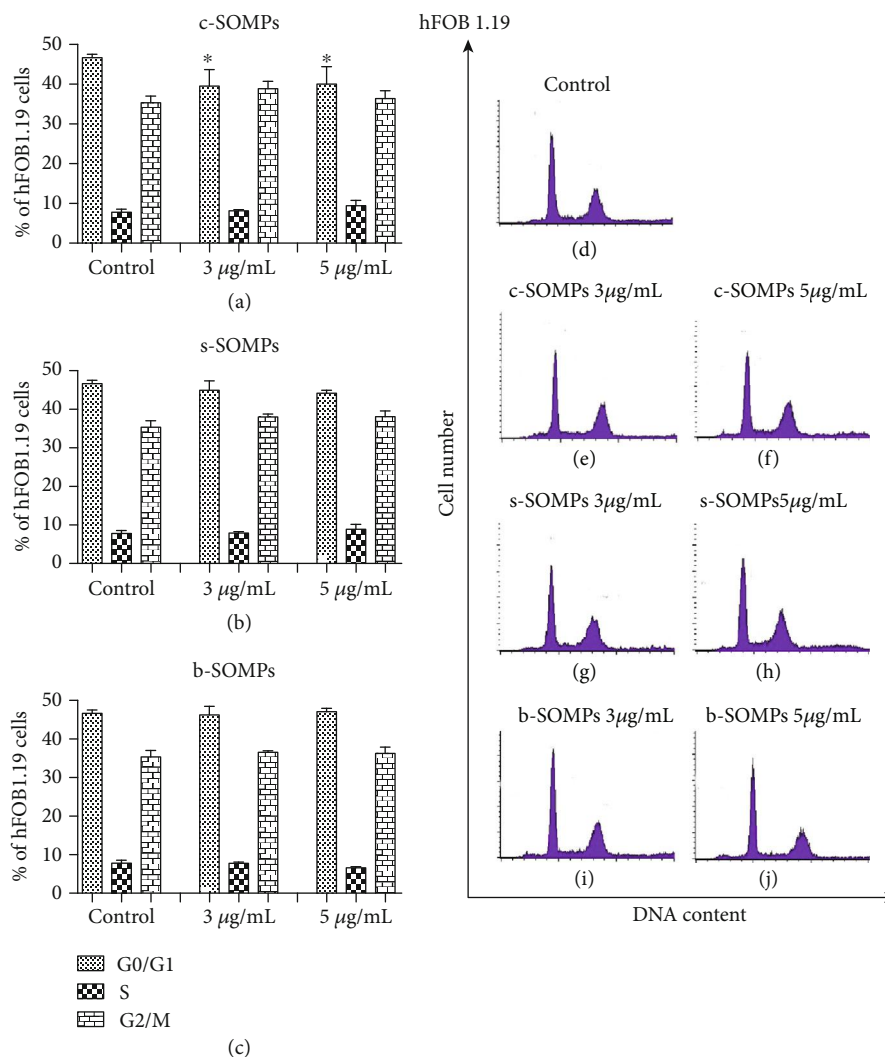 c-SOMPs
50
40
30
20
10
0
% of hFOB1.19 cells
*
*
Control
3 µg/mL
5 µg/mL
(a)
s-SOMPs
50
40
30
20
10
0
% of hFOB1.19 cells
Control
3 µg/mL
5 µg/mL
(b)
b-SOMPs
50
40
30
20
10
0
% of hFOB1.19 cells
Control
3 µg/mL
5 µg/mL
G0/G1
S
G2/M
(c)
hFOB 1.19
Cell number
Control
(d)
c-SOMPs 3µg/mL
(e)
c-SOMPs 5µg/mL
(f)
s-SOMPs 3µg/mL
(g)
s-SOMPs5µg/mL
(h)
b-SOMPs 3µg/mL
(i)
b-SOMPs 5µg/mL
(j)
DNA content